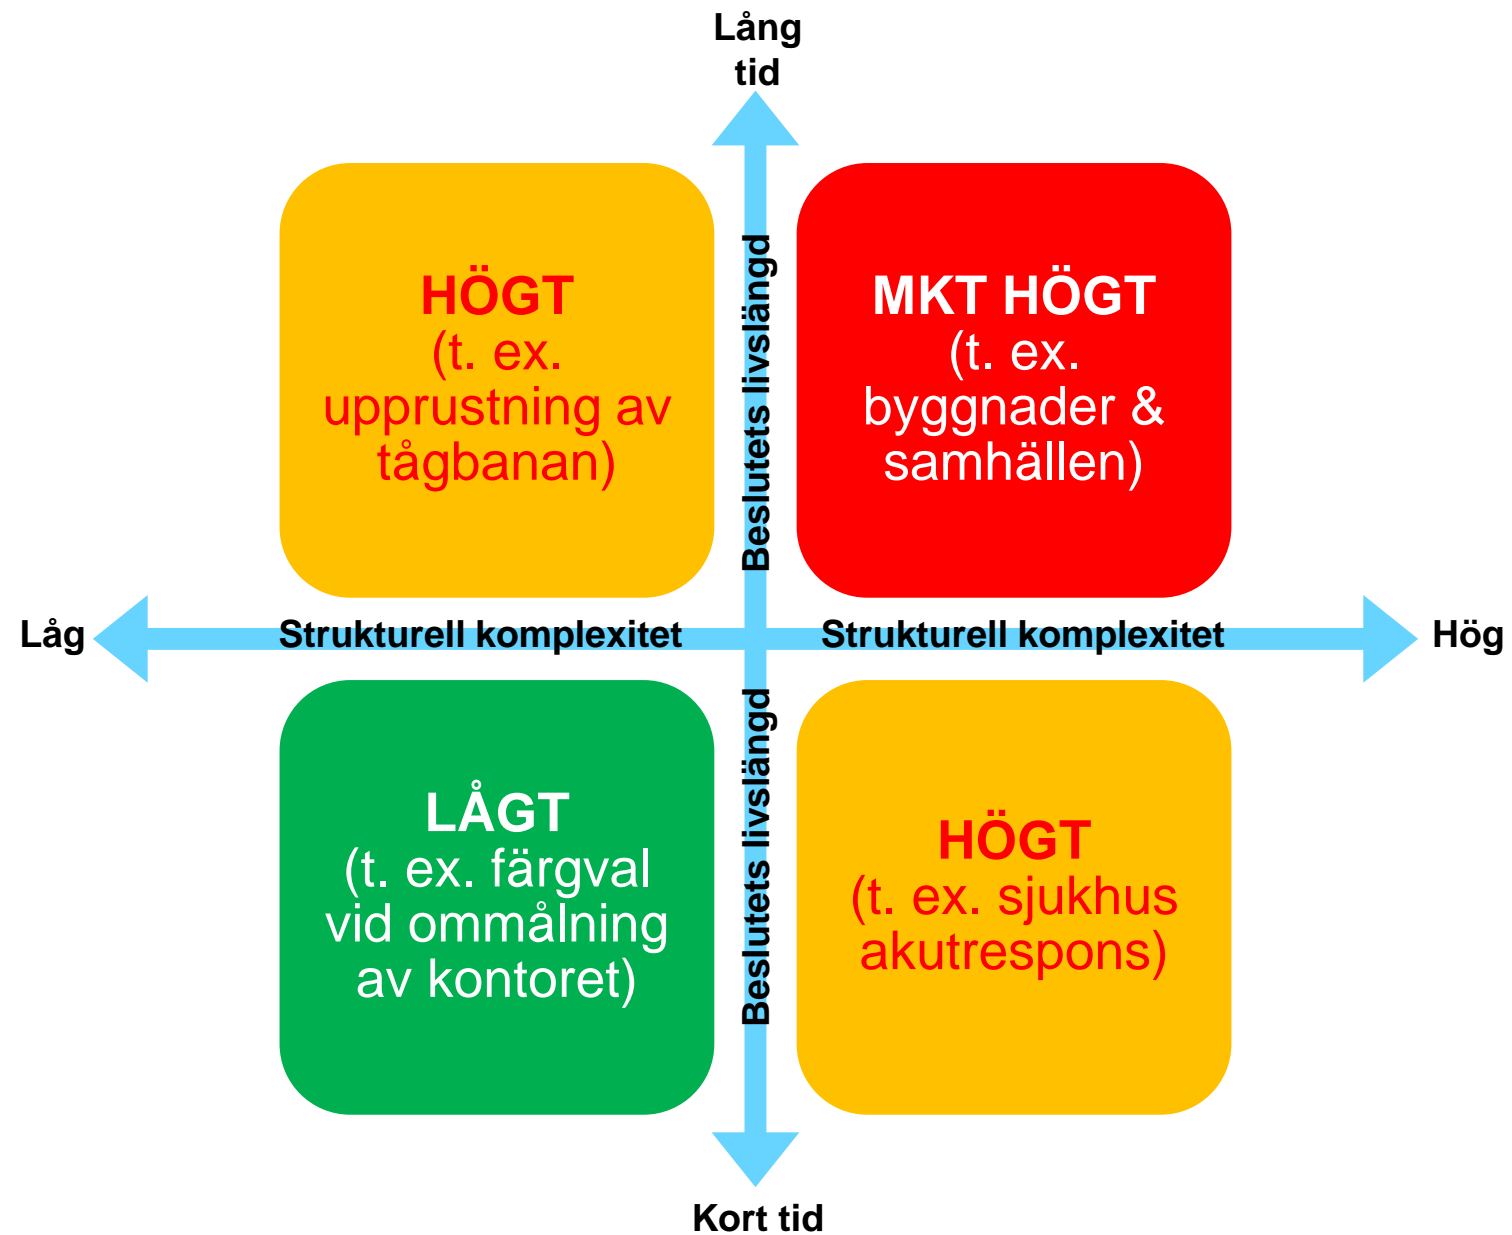 Lång
tid
HÖGT
(t. ex.
upprustning av
tågbanan)
Beslutets livslängd
MKT HÖGT
(t. ex.
byggnader &
samhällen)
Låg
Strukturell komplexitet
Strukturell komplexitet
Hög
LÅGT
(t. ex. färgval
vid ommålning
av kontoret)
Beslutets livslängd
HÖGT
(t. ex. sjukhus
akutrespons)
Kort tid